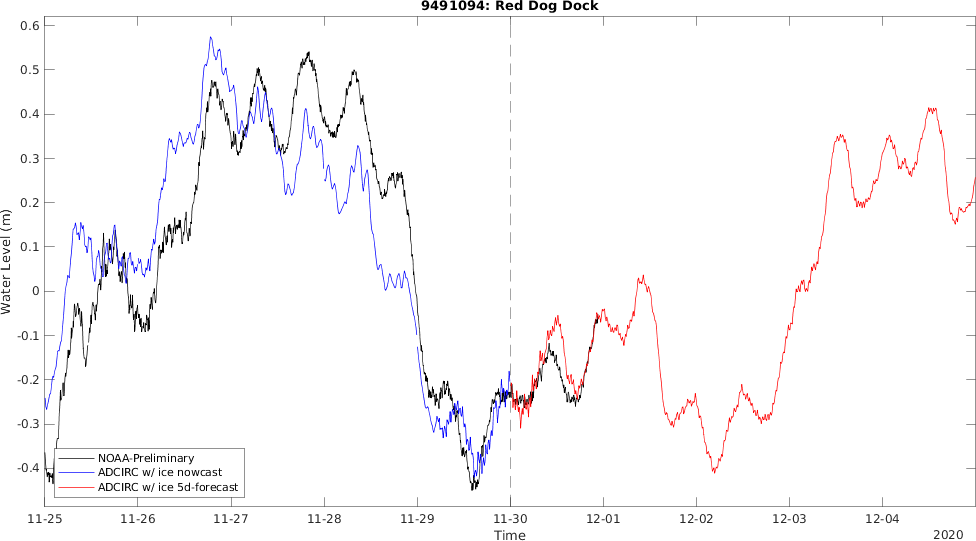 9491094: Red Dog Dock
0.6
0.5
0.4
0.3
0.2
0.1
0
-0.1
-0.2
-0.3
-0.4
Water Level (m)
NOAA-Preliminary
ADCIRC w/ ice nowcast
ADCIRC w/ ice 5d-forecast
11-25 11-26 11-27 11-28 11-29 11-30 12-01 12-02 12-03 12-04
Time
2020